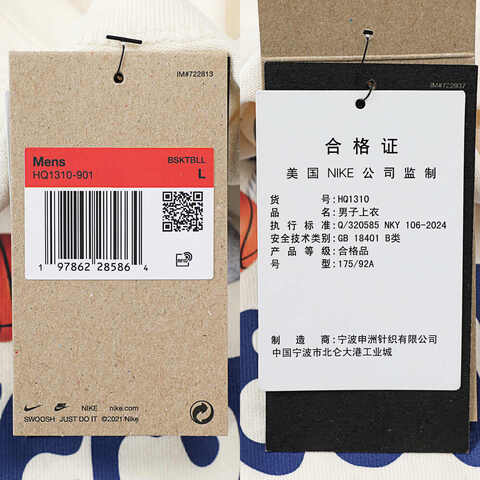 IM#722813
Mens BSKTBLL
HQ1310-901 L
1 97862 28586 4
NIKE nike.com
SWOOSH JUST DO IT ©2021 Nike
IM#722937
合格证
美国 NIKE 公司监制
货号:HQ1310
品名:男子上衣
执行标准:Q/320585 NKY 106-2024
安全技术类别:GB 18401 B类
产品等级:合格品
号型:175/92A
制造商:宁波申洲针织有限公司
中国宁波市北仑大港工业城